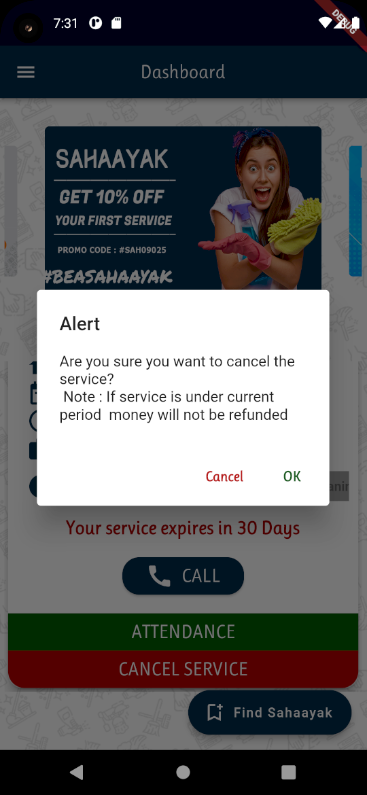 7:31
DEBUG
Dashboard
SAHAAYAK
GET 10% OFF
YOUR FIRST SERVICE
PROMO CODE : #SAH09025
#BEASAHAAYAK
Alert
Are you sure you want to cancel the
service?
Note : If service is under current
period  money will not be refunded
Cancel
OK
Your service expires in 30 Days
CALL
ATTENDANCE
CANCEL SERVICE
Find Sahaayak